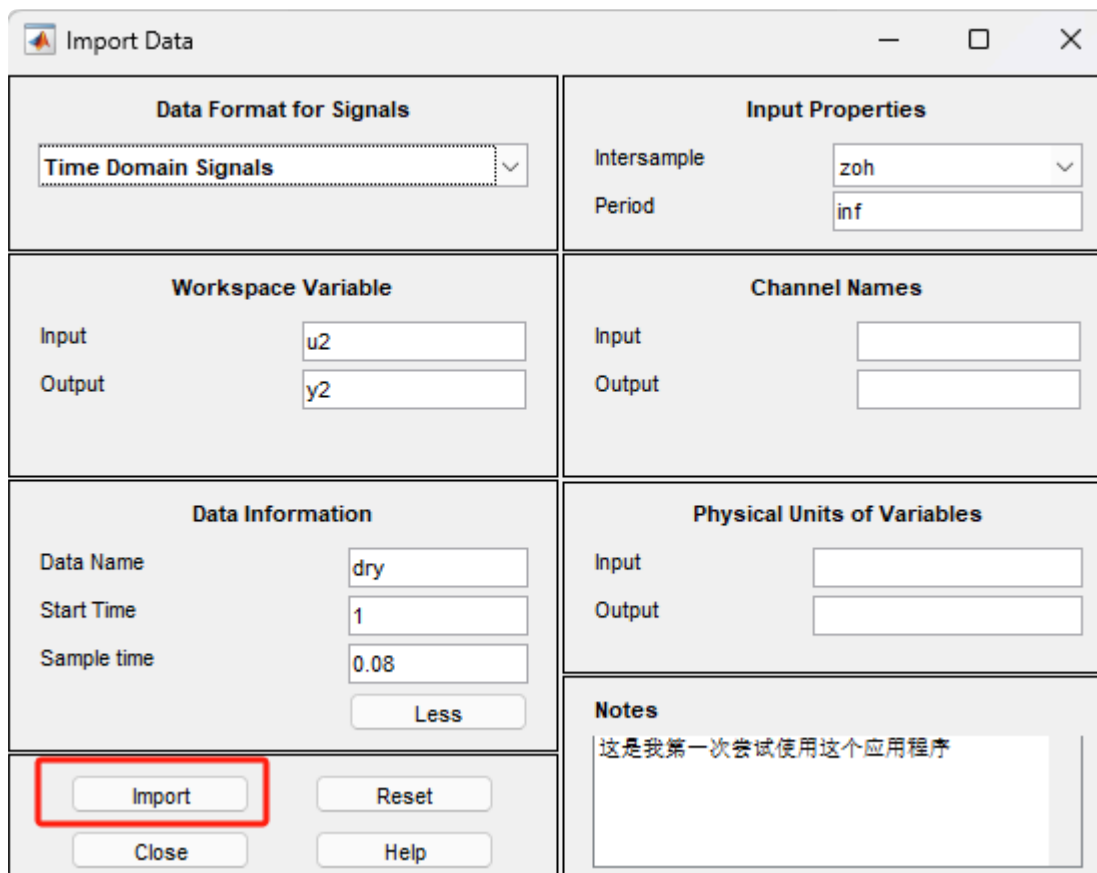 Import Data
Data Format for Signals
Time Domain Signals
Input Properties
Intersample
zoh
Period
inf
Workspace Variable
Input
u2
Output
y2
Channel Names
Input
Output
Data Information
Data Name
dry
Start Time
1
Sample time
0.08
Less
Physical Units of Variables
Input
Output
Notes
这是我第一次尝试使用这个应用程序
Import
Reset
Close
Help